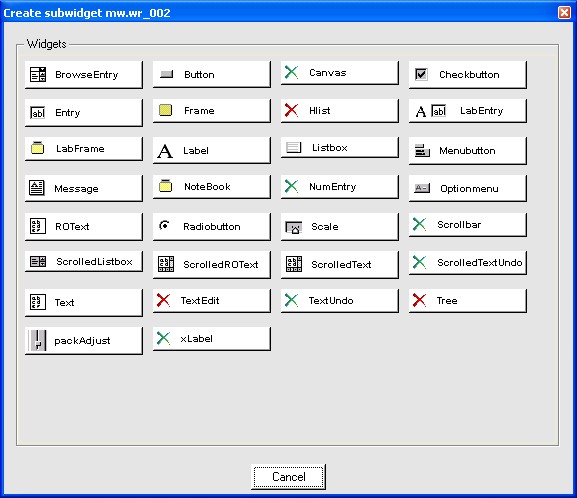 Create subwidget mw.wr_002
Widgets
BrowseEntry Button Canvas Checkbutton
Entry Frame Hlist LabEntry
LabFrame Label Listbox Menubutton
Message NoteBook NumEntry Optionmenu
ROText Radiobutton Scale Scrollbar
ScrolledListbox ScrolledROText ScrolledText ScrolledTextUndo
Text TextEdit TextUndo Tree
packAdjust xLabel
Cancel